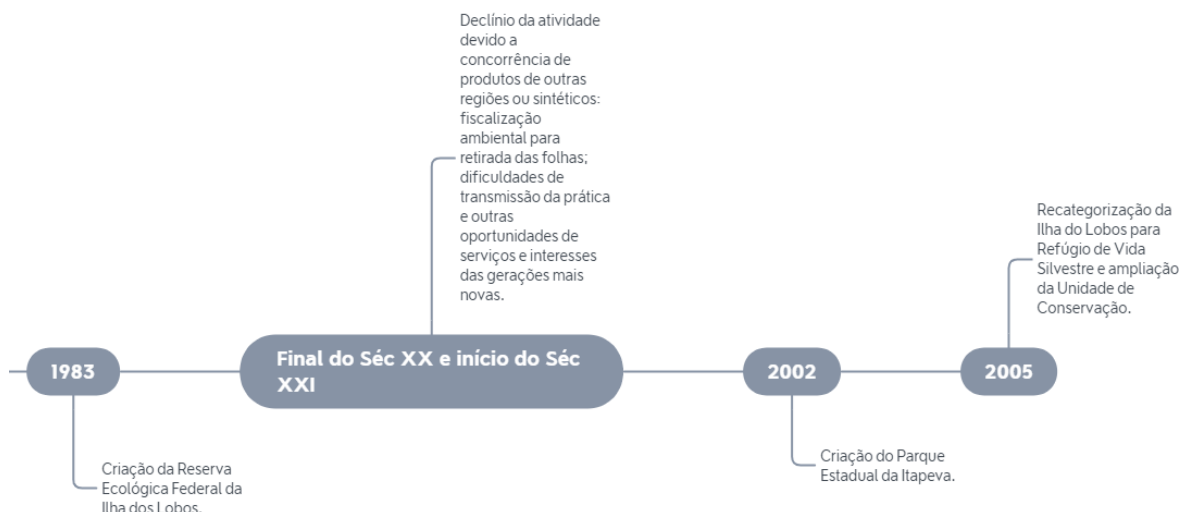 Declínio da atividade
devido a
concorrência de
produtos de outras
regiões ou sintéticos:
fiscalização
ambiental para
retirada das folhas;
dificuldades de
transmissão da prática
e outras
oportunidades de
serviços e interesses
das gerações mais
novas.
Recategorização da
Ilha do Lobos para
Refúgio de Vida
Silvestre e ampliação
da Unidade de
Conservação.
1983
Final do Séc XX e início do Séc
XXI
2002
2005
Criação da Reserva
Ecológica Federal da
Ilha dos Lobos.
Criação do Parque
Estadual da Itapeva.